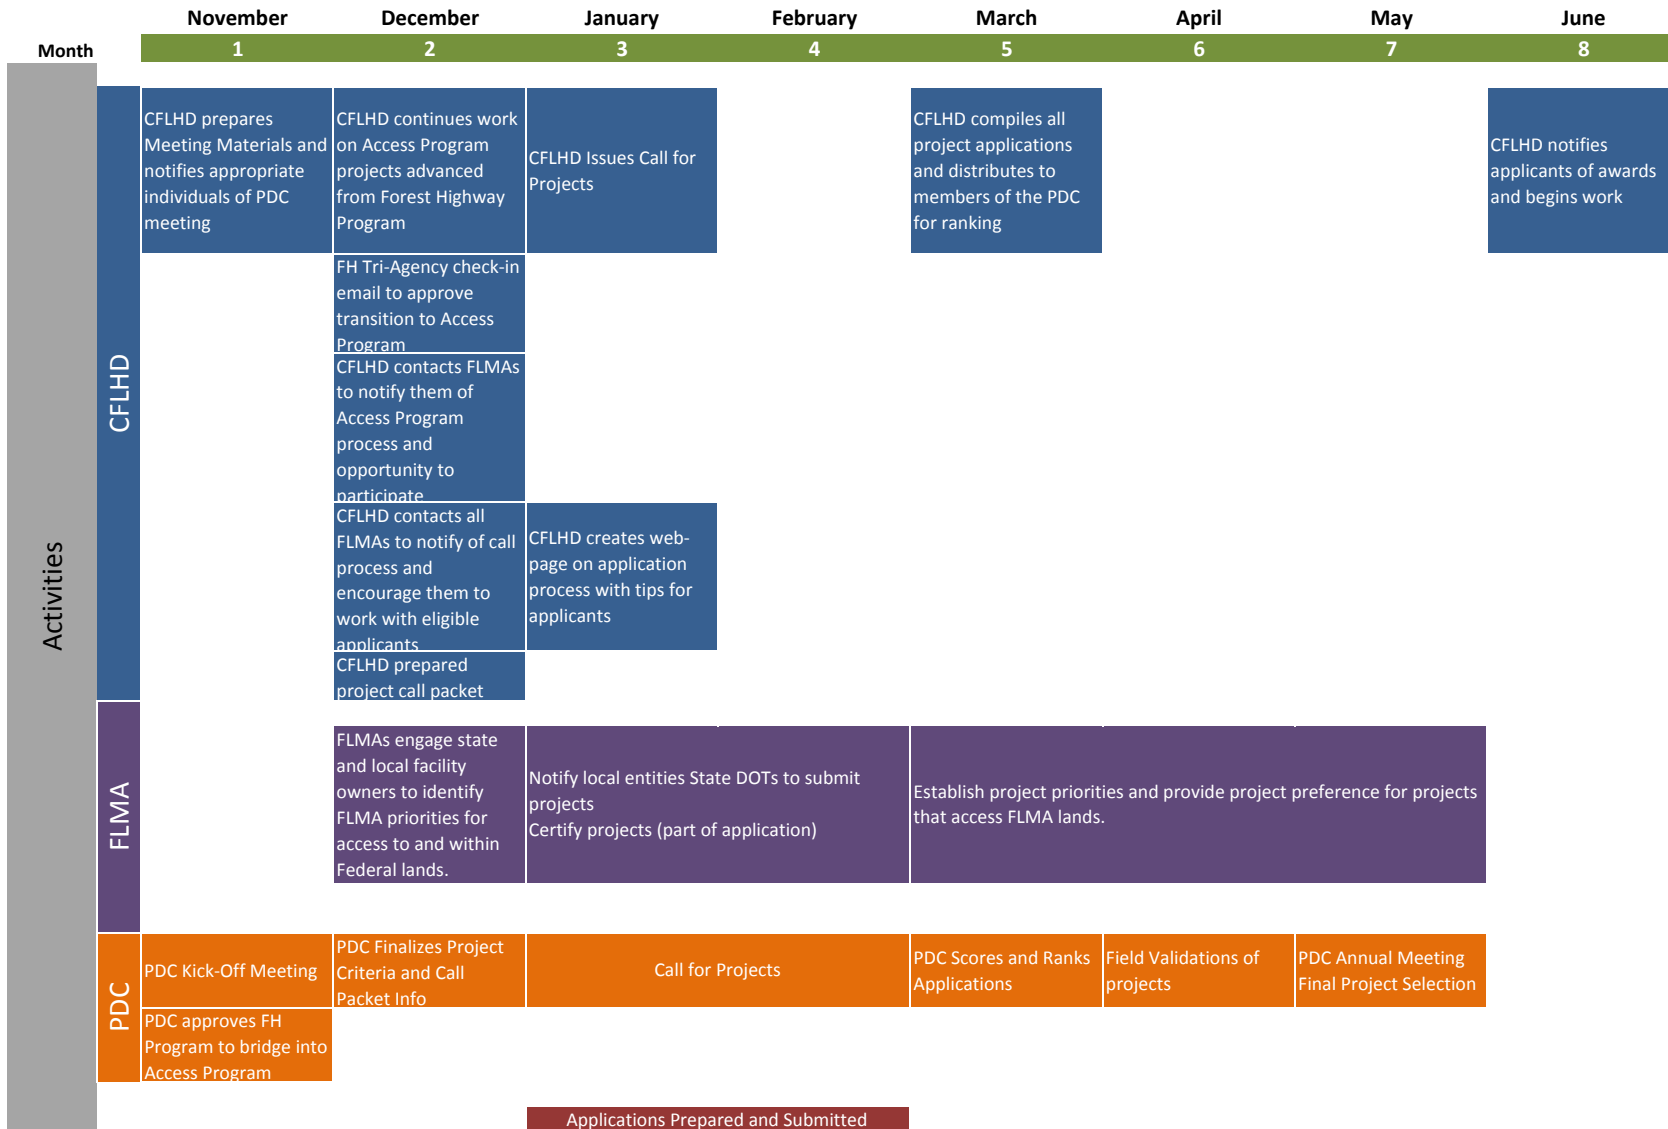 November December January February March April May June
Month 1 2 3 4 5 6 7 8
Activities
CFLHD
CFLHD prepares
Meeting Materials and
notifies appropriate
individuals of PDC
meeting
CFLHD continues work
on Access Program
projects advanced
from Forest Highway
Program
CFLHD Issues Call for
Projects
CFLHD compiles all
project applications
and distributes to
members of the PDC
for ranking
CFLHD notifies
applicants of awards
and begins work
FH Tri-Agency check-in
email to approve
transition to Access
Program
CFLHD contacts FLMAs
to notify them of
Access Program
process and
opportunity to
participate
CFLHD contacts all
FLMAs to notify of call
process and
encourage them to
work with eligible
applicants
CFLHD creates web-
page on application
process with tips for
applicants
CFLHD prepared
project call packet
FLMA
FLMAs engage state
and local facility
owners to identify
FLMA priorities for
access to and within
Federal lands.
Notify local entities State DOTs to submit
projects
Certify projects (part of application)
Establish project priorities and provide project preference for projects
that access FLMA lands.
PDC
PDC Kick-Off Meeting
PDC Finalizes Project
Criteria and Call
Packet Info
Call for Projects
PDC Scores and Ranks
Applications
Field Validations of
projects
PDC Annual Meeting
Final Project Selection
PDC approves FH
Program to bridge into
Access Program
Applications Prepared and Submitted